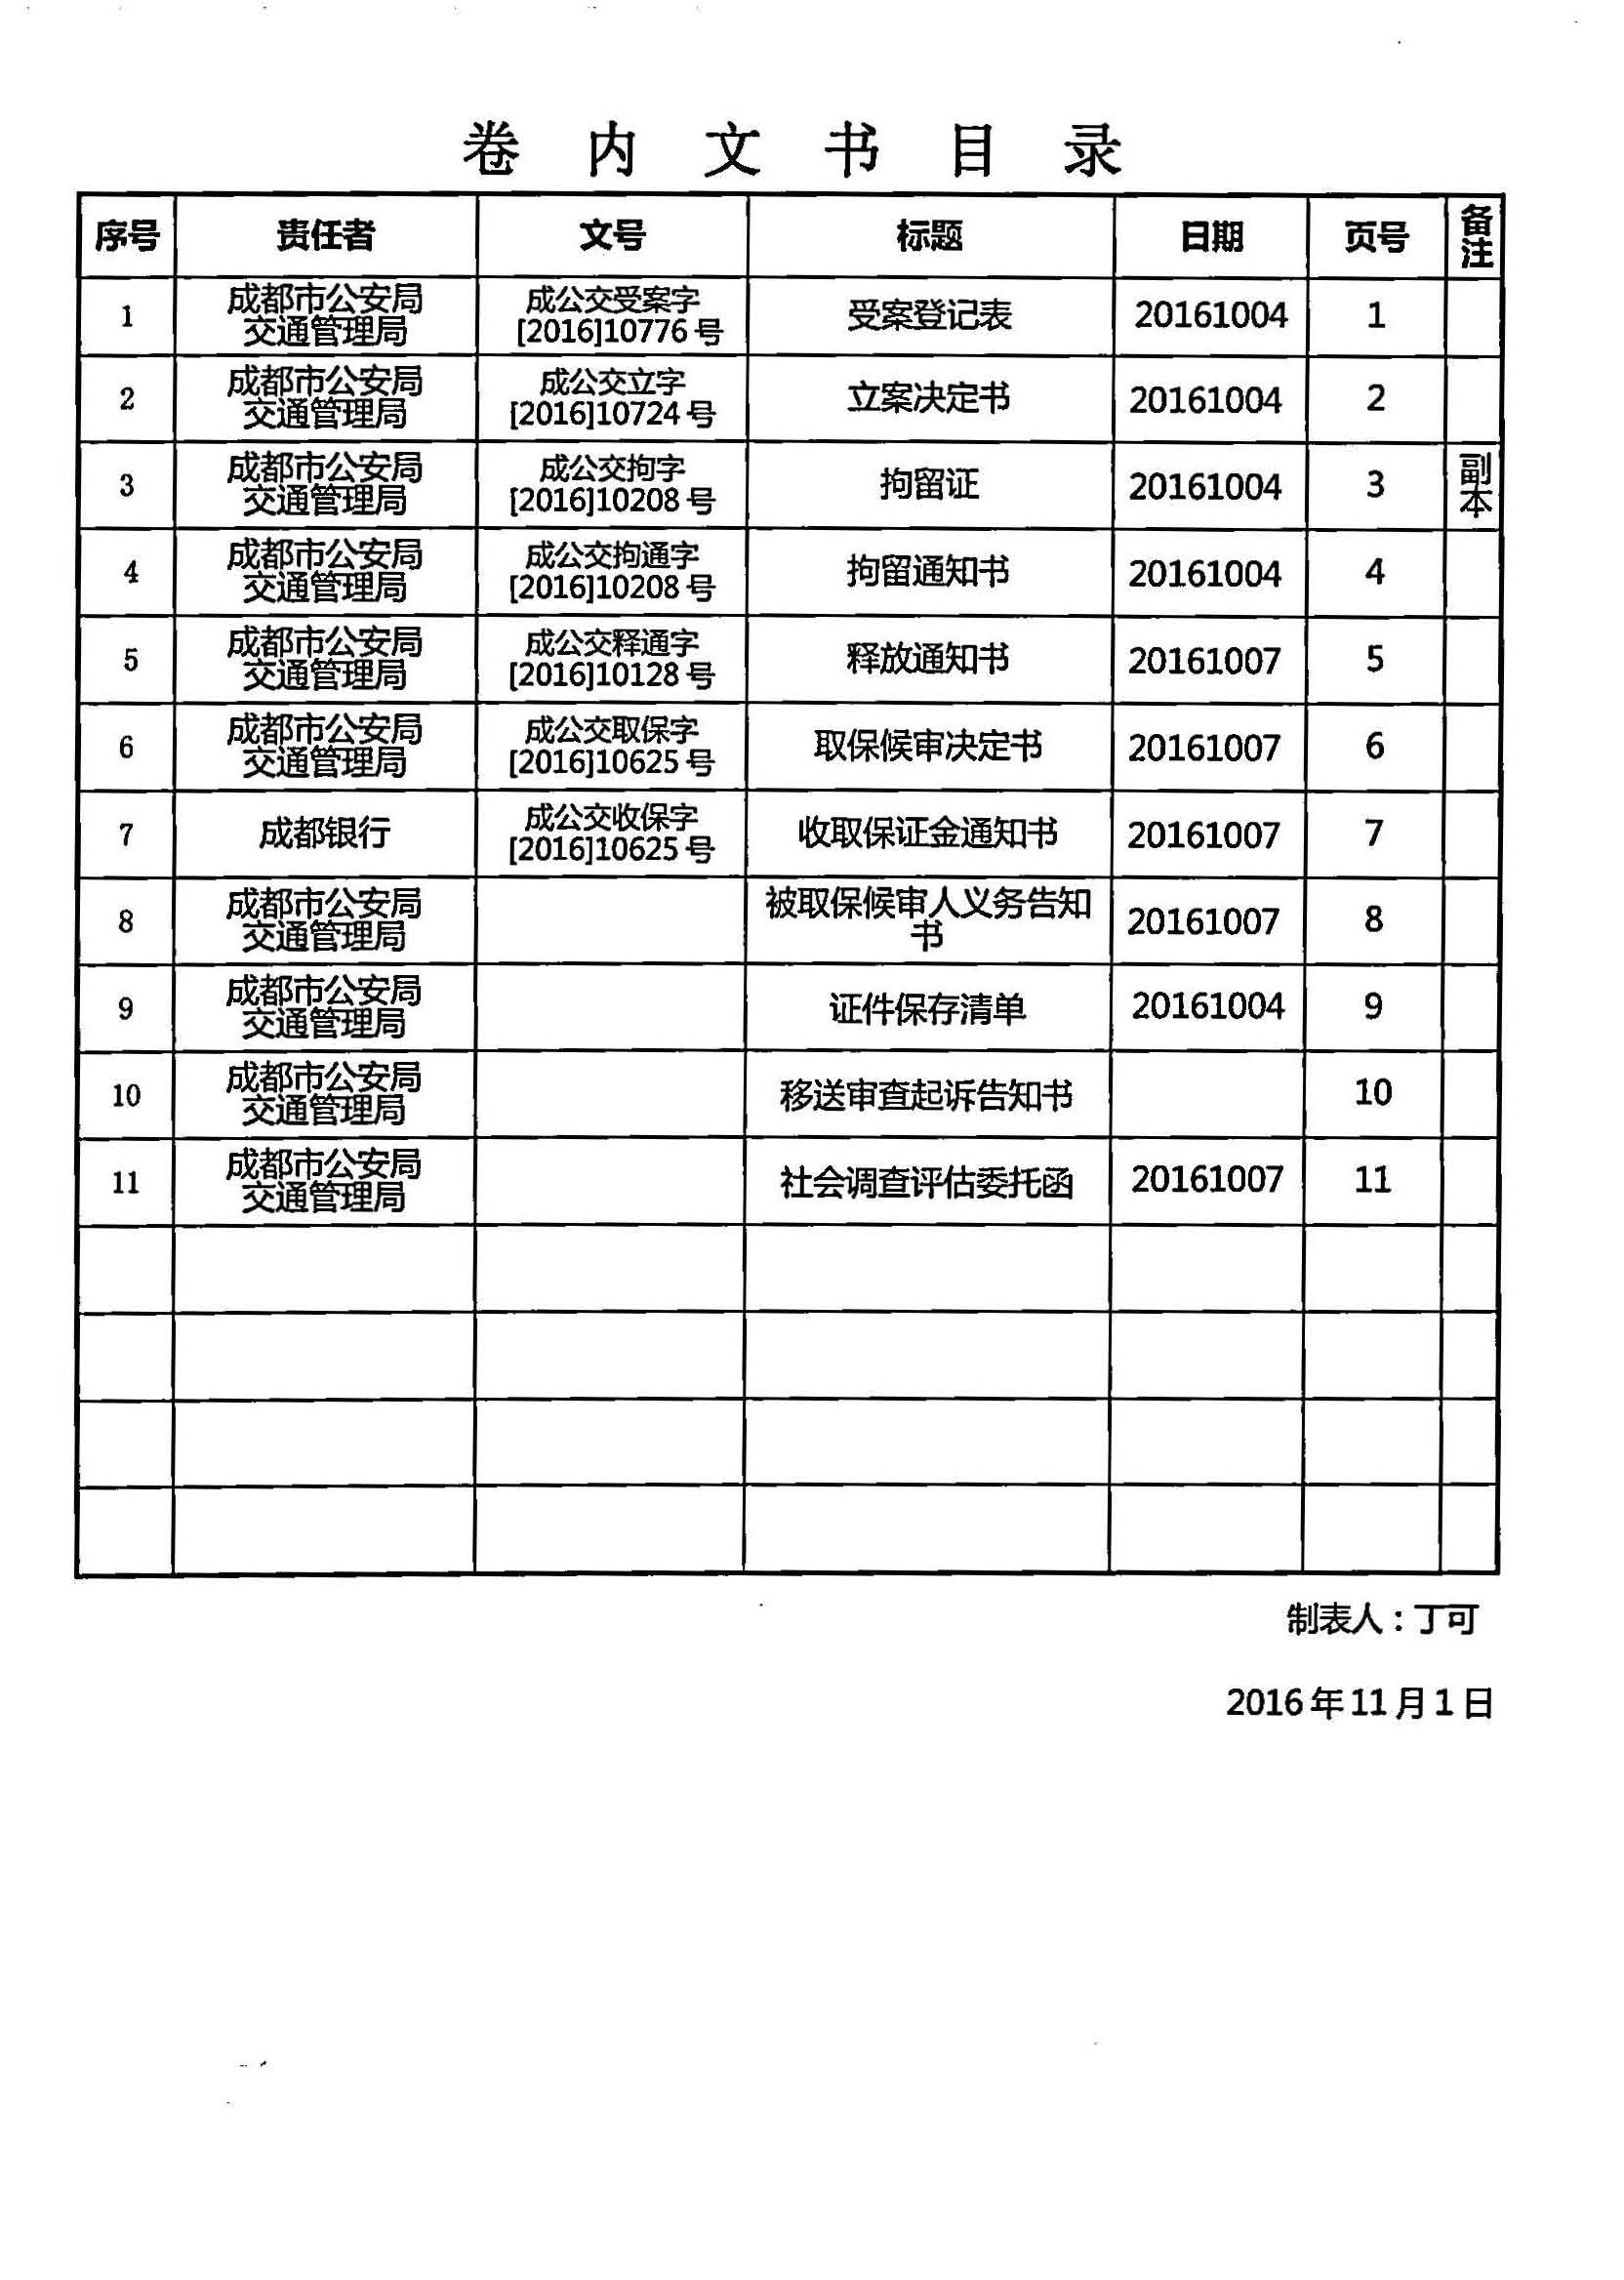 卷内文书目录
序号 责任者 文号 标题 日期 页号 备注
1 成都市公安局交通管理局 成公交受案字[2016]10776号 受案登记表 20161004 1
2 成都市公安局交通管理局 成公交立字[2016]10724号 立案决定书 20161004 2
3 成都市公安局交通管理局 成公交拘字[2016]10208号 拘留证 20161004 3 副本
4 成都市公安局交通管理局 成公交拘通字[2016]10208号 拘留通知书 20161004 4
5 成都市公安局交通管理局 成公交释通字[2016]10128号 释放通知书 20161007 5
6 成都市公安局交通管理局 成公交取保字[2016]10625号 取保候审决定书 20161007 6
7 成都银行 成公交收保字[2016]10625号 收取保证金通知书 20161007 7
8 成都市公安局交通管理局 被取保候审人义务告知书 20161007 8
9 成都市公安局交通管理局 证件保存清单 20161004 9
10 成都市公安局交通管理局 移送审查起诉告知书 10
11 成都市公安局交通管理局 社会调查评估委托函 20161007 11
制表人：丁可
2016年11月1日